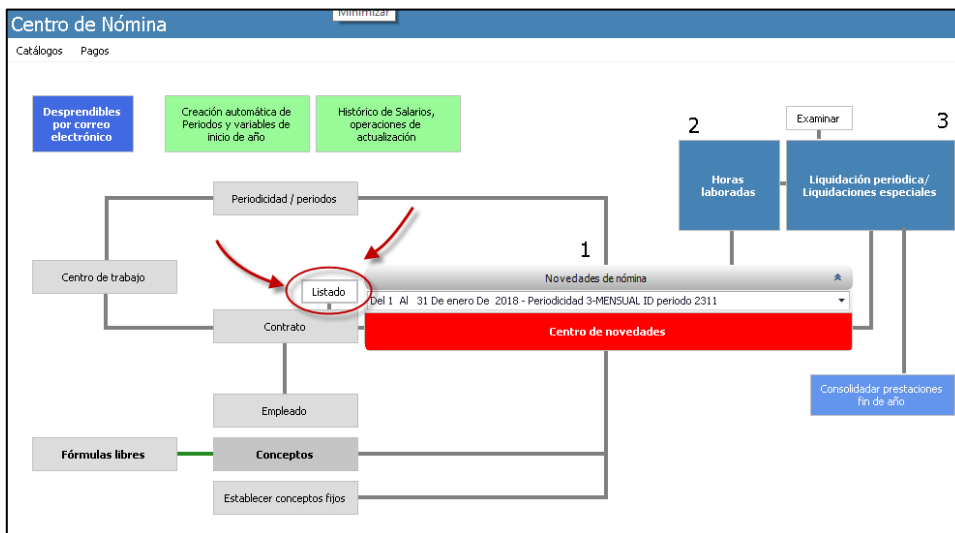 Minimizar
Centro de Nómina
Catálogos Pagos
Desprendibles
por correo
electrónico
Creación automática de
Periodos y variables de
inicio de año
Histórico de Salarios,
operaciones de
actualización
2
Examinar
3
Horas
laboradas
Liquidación periodica/
Liquidaciones especiales
Periodicidad / periodos
1
Centro de trabajo
Novedades de nómina
Listado
Del 1 Al 31 De enero De 2018 - Periodicidad 3-MENSUAL ID periodo 2311
Contrato
Centro de novedades
Consolidadar prestaciones
fin de año
Empleado
Fórmulas libres
Conceptos
Establecer conceptos fijos